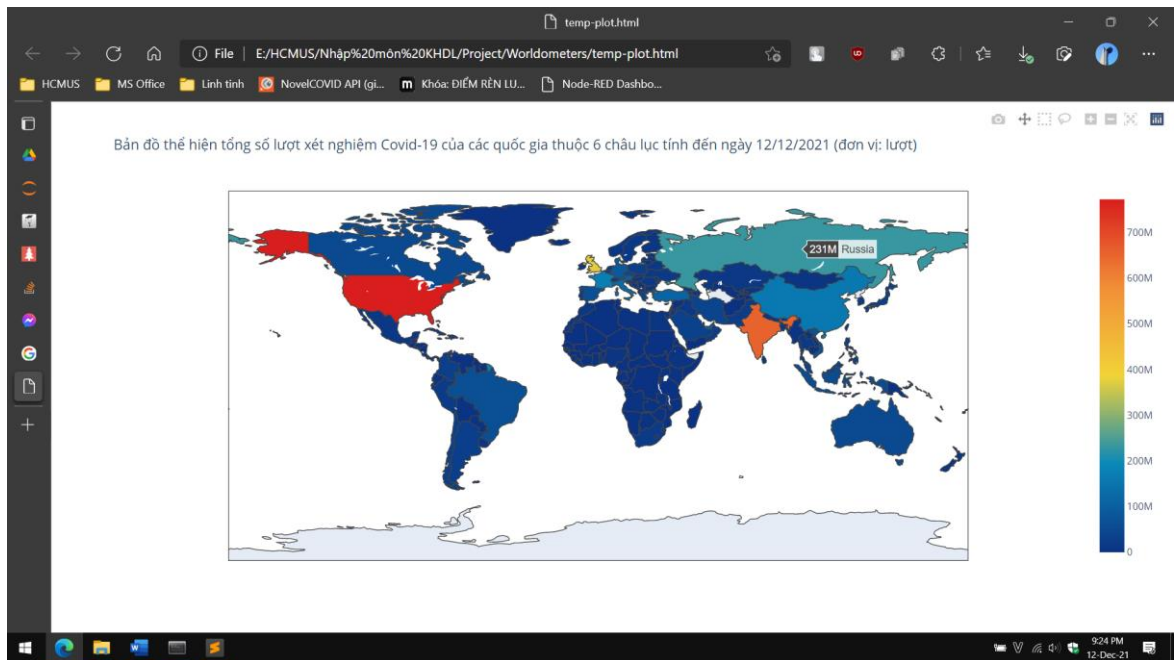 temp-plot.html
File | E:/HCMUS/Nhập%20môn%20KHDL/Project/Worldometers/temp-plot.html
HCMUS MS Office Linh tinh NovelCOVID API (gi... Khóa: ĐIỂM RÈN LU... Node-RED Dashbo...
Bản đồ thể hiện tổng số lượt xét nghiệm Covid-19 của các quốc gia thuộc 6 châu lục tính đến ngày 12/12/2021 (đơn vị: lượt)
231M Russia
700M
600M
500M
400M
300M
200M
100M
0
9:24 PM
12-Dec-21